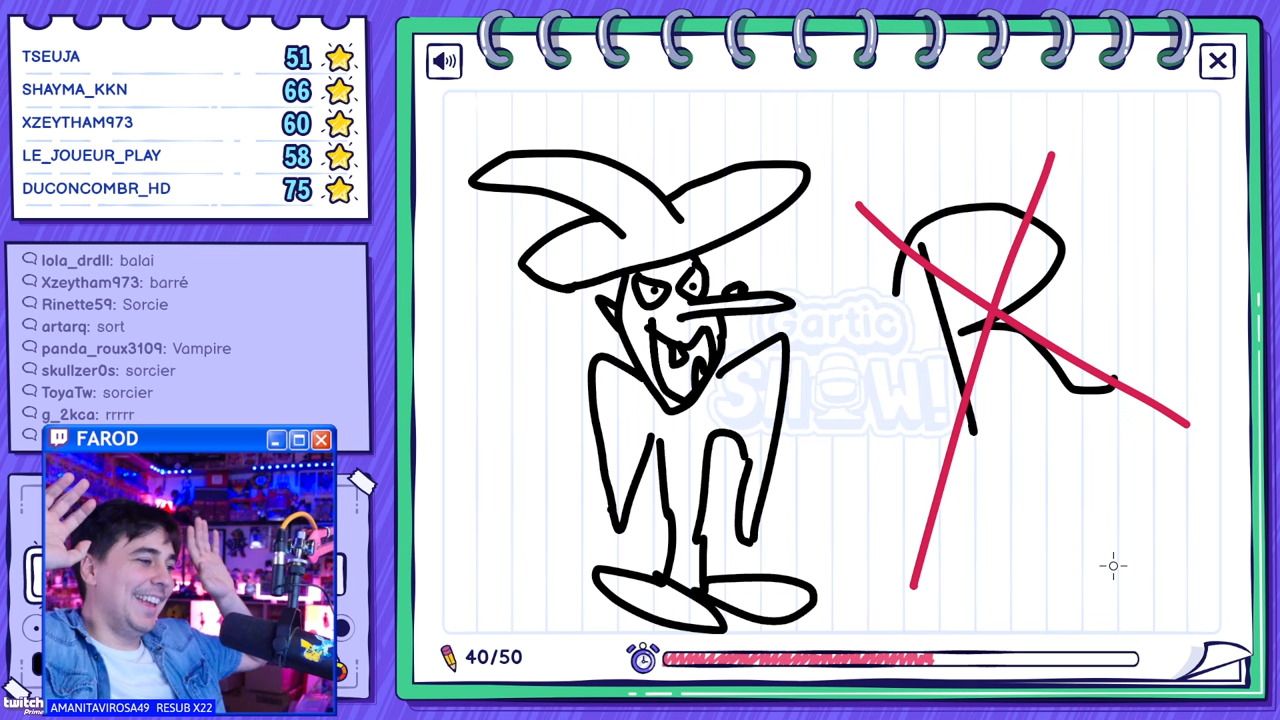 TSEUJA 51
SHAYMA_KKN 66
XZEYTHAM973 60
LE_JOUEUR_PLAY 58
DUCONCOMBR_HD 75
lola_drdll: balai
Xzeytham973: barré
Rinette59: Sorcie
artarq: sort
panda_roux3109: Vampire
skullzer0s: sorcier
ToyaTw: sorcier
g_2kca: rrrrr
FAROD
twitch
Prime
AMANITAVIROSA49 RESUB X22
Gartic
SHOW!
R
40/50